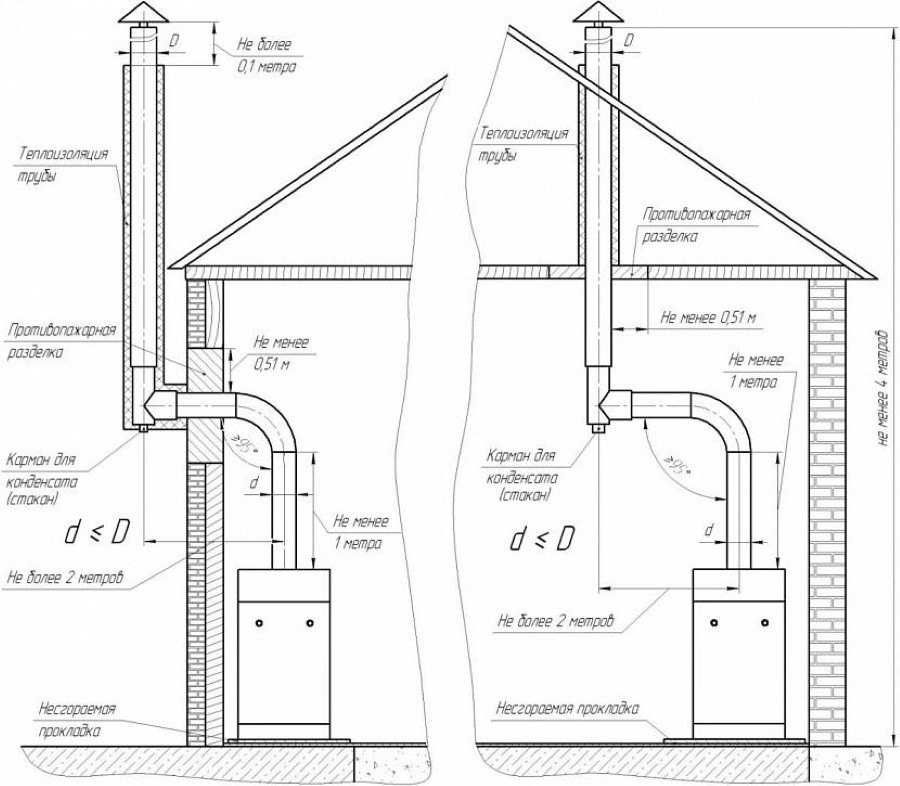 D
Не более
0,1 метра
Теплоизоляция
трубы
Противопожарная
разделка
Не менее
0,51 м
≥95°
Карман для
конденсата
(стакан)
d
d ≤ D
Не менее
1 метра
Не более 2 метров
Несгораемая
прокладка
D
Теплоизоляция
трубы
Противопожарная
разделка
Не менее 0,51 м
Не менее
1 метра
не менее 4 метров
≥95°
Карман для
конденсата
(стакан)
d
d ≤ D
Не более 2 метров
Несгораемая прокладка